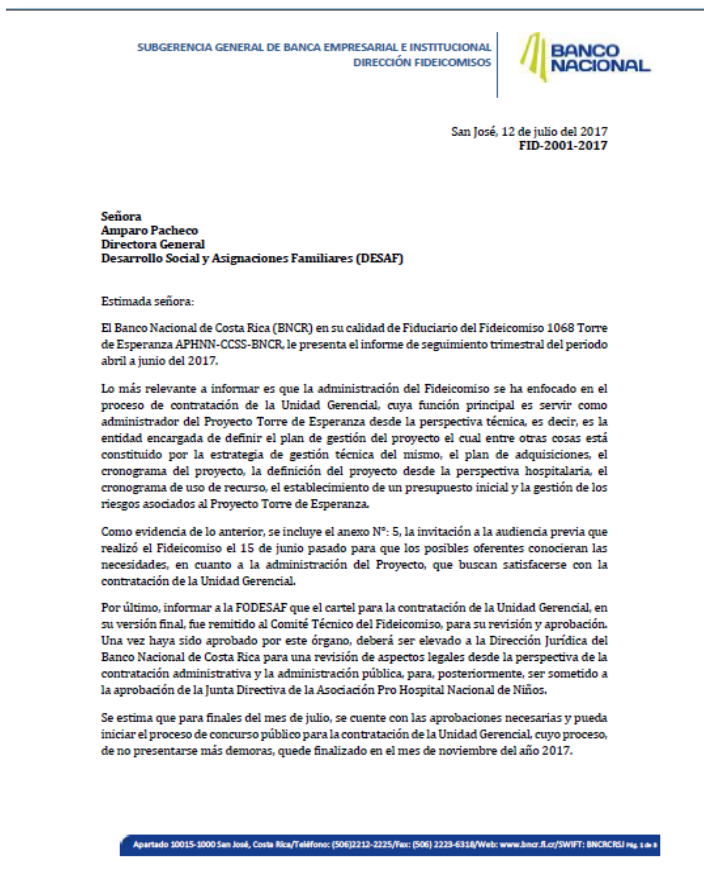 SUBGERENCIA GENERAL DE BANCA EMPRESARIAL E INSTITUCIONAL
DIRECCIÓN FIDEICOMISOS
BANCO
NACIONAL
San José, 12 de julio del 2017
FID-2001-2017
Señora
Amparo Pacheco
Directora General
Desarrollo Social y Asignaciones Familiares (DESAF)
Estimada señora:
El Banco Nacional de Costa Rica (BNCR) en su calidad de Fiduciario del Fideicomiso 1068 Torre
de Esperanza APHNN-CCSS-BNCR, le presenta el informe de seguimiento trimestral del periodo
abril a junio del 2017.
Lo más relevante a informar es que la administración del Fideicomiso se ha enfocado en el
proceso de contratación de la Unidad Gerencial, cuya función principal es servir como
administrador del Proyecto Torre de Esperanza desde la perspectiva técnica, es decir, es la
entidad encargada de definir el plan de gestión del proyecto el cual entre otras cosas está
constituido por la estrategia de gestión técnica del mismo, el plan de adquisiciones, el
cronograma del proyecto, la definición del proyecto desde la perspectiva hospitalaria, el
cronograma de uso de recurso, el establecimiento de un presupuesto inicial y la gestión de los
riesgos asociados al Proyecto Torre de Esperanza.
Como evidencia de lo anterior, se incluye el anexo N°: 5, la invitación a la audiencia previa que
realizó el Fideicomiso el 15 de junio pasado para que los posibles oferentes conocieran las
necesidades, en cuanto a la administración del Proyecto, que buscan satisfacerse con la
contratación de la Unidad Gerencial.
Por último, informar a la FODESAF que el cartel para la contratación de la Unidad Gerencial, en
su versión final, fue remitido al Comité Técnico del Fideicomiso, para su revisión y aprobación.
Una vez haya sido aprobado por este órgano, deberá ser elevado a la Dirección Jurídica del
Banco Nacional de Costa Rica para una revisión de aspectos legales desde la perspectiva de la
contratación administrativa y la administración pública, para, posteriormente, ser sometido a
la aprobación de la Junta Directiva de la Asociación Pro Hospital Nacional de Niños.
Se estima que para finales del mes de julio, se cuente con las aprobaciones necesarias y pueda
iniciar el proceso de concurso público para la contratación de la Unidad Gerencial, cuyo proceso,
de no presentarse más demoras, quede finalizado en el mes de noviembre del año 2017.
Apartado 10015-1000 San José, Costa Rica/Teléfono: (506)2212-2225/Fax: (506) 2223-6318/Web: www.bncr.fi.cr/SWIFT: BNCRCRSJ Pág. 1 de 3